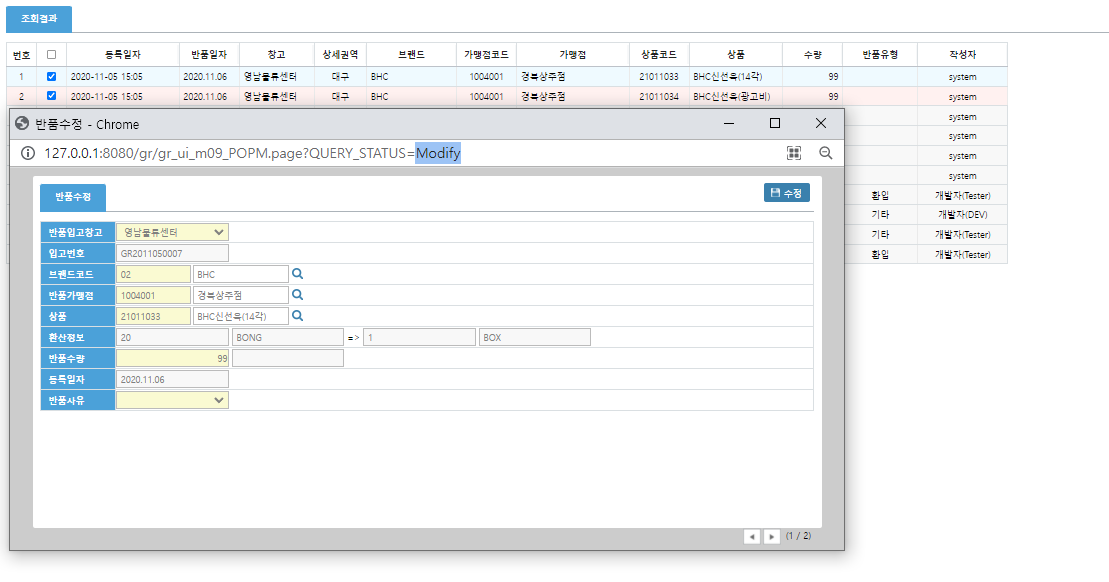 조회결과
번호 등록일자 반품일자 창고 상세권역 브랜드 가맹점코드 가맹점 상품코드 상품 수량 반품유형 작성자
1 2020-11-05 15:05 2020.11.06 영남물류센터 대구 BHC 1004001 경북상주점 21011033 BHC신선육(14각) 99 system
2 2020-11-05 15:05 2020.11.06 영남물류센터 대구 BHC 1004001 경북상주점 21011034 BHC신선육(광고비) 99 system
system
system
system
system
환입 개발자(Tester)
기타 개발자(DEV)
기타 개발자(Tester)
환입 개발자(Tester)
반품수정 - Chrome
127.0.0.1:8080/gr/gr_ui_m09_POPM.page?QUERY_STATUS=Modify
반품수정 수정
반품입고창고 영남물류센터
입고번호 GR2011050007
브랜드코드 02 BHC
반품가맹점 1004001 경북상주점
상품 21011033 BHC신선육(14각)
환산정보 20 BONG => 1 BOX
반품수량 99
등록일자 2020.11.06
반품사유
(1 / 2)